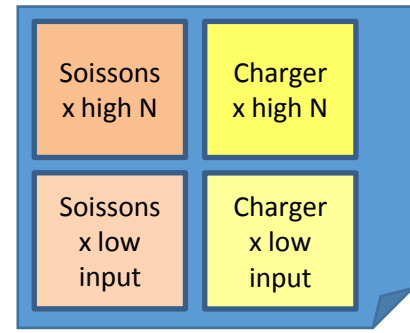 Soissons
x high N
Charger
x high N
Soissons
x low
input
Charger
x low
input